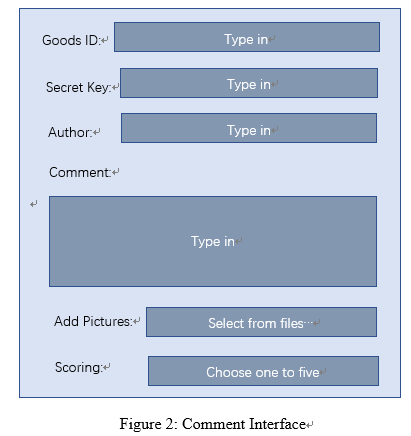 Goods ID:
Type in
Secret Key:
Type in
Author:
Type in
Comment:
Type in
Add Pictures:
Select from files…
Scoring:
Choose one to five
Figure 2: Comment Interface